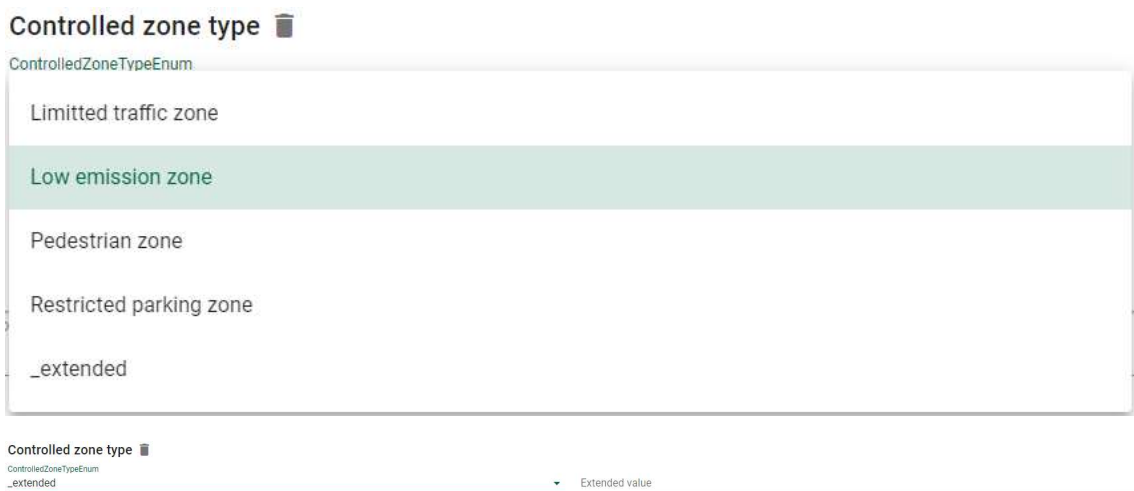 Controlled zone type
ControlledZoneTypeEnum
Limitted traffic zone
Low emission zone
Pedestrian zone
Restricted parking zone
_extended
Controlled zone type
ControlledZoneTypeEnum
_extended Extended value